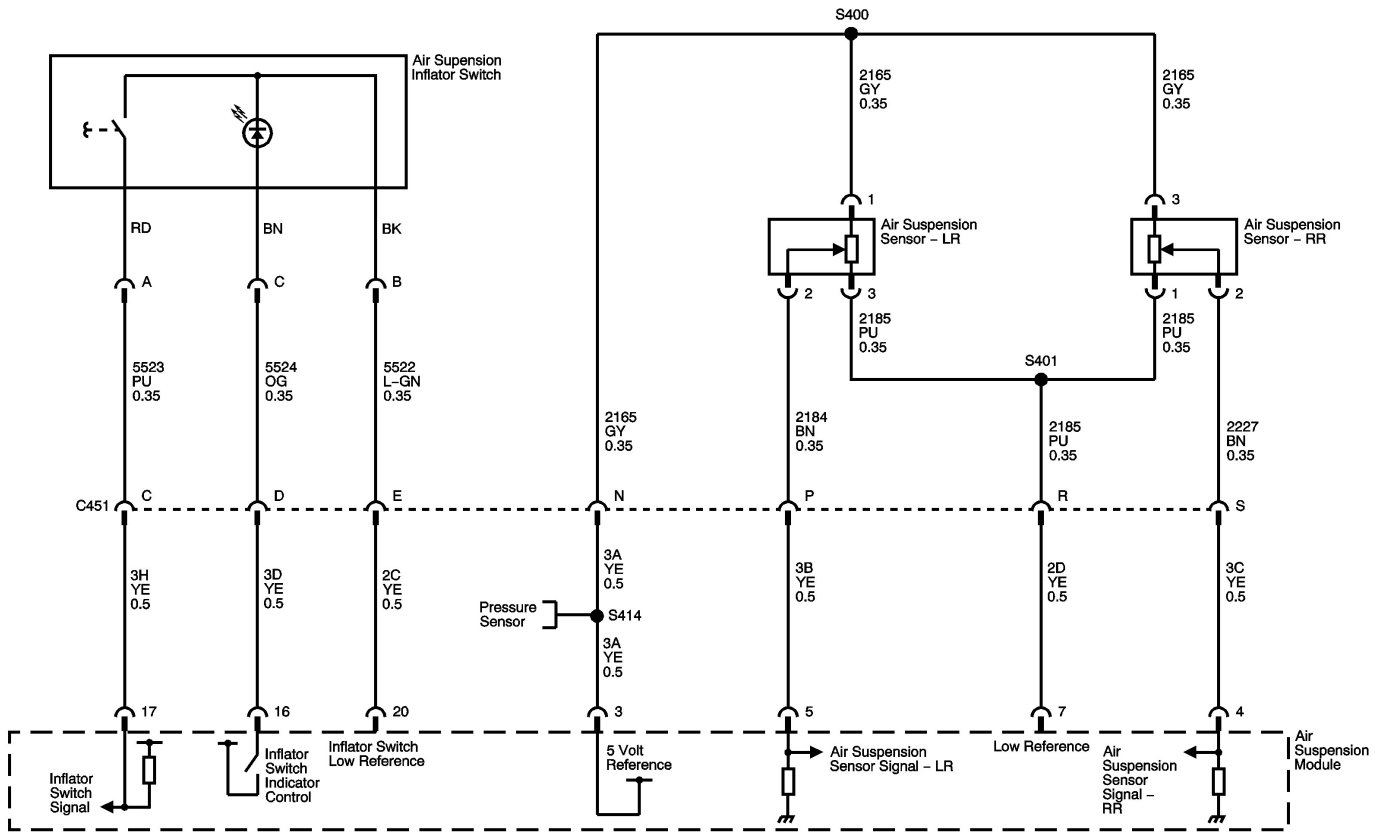 S400
Air Supension
Inflator Switch
2165
GY
0.35
2165
GY
0.35
1
3
RD
BN
BK
Air Suspension
Sensor – LR
Air Suspension
Sensor – RR
A
C
B
2
3
1
2
2185
PU
0.35
2185
PU
0.35
S401
5523
PU
0.35
5524
OG
0.35
5522
L–GN
0.35
2165
GY
0.35
2184
BN
0.35
2185
PU
0.35
2227
BN
0.35
C451
C
D
E
N
P
R
S
3H
YE
0.5
3D
YE
0.5
2C
YE
0.5
3A
YE
0.5
3B
YE
0.5
2D
YE
0.5
3C
YE
0.5
Pressure
Sensor
S414
3A
YE
0.5
17
16
20
3
5
7
4
Inflator
Switch
Signal
Inflator
Switch
Indicator
Control
Inflator Switch
Low Reference
5 Volt
Reference
Air Suspension
Sensor Signal – LR
Low Reference
Air
Suspension
Sensor
Signal –
RR
Air
Suspension
Module